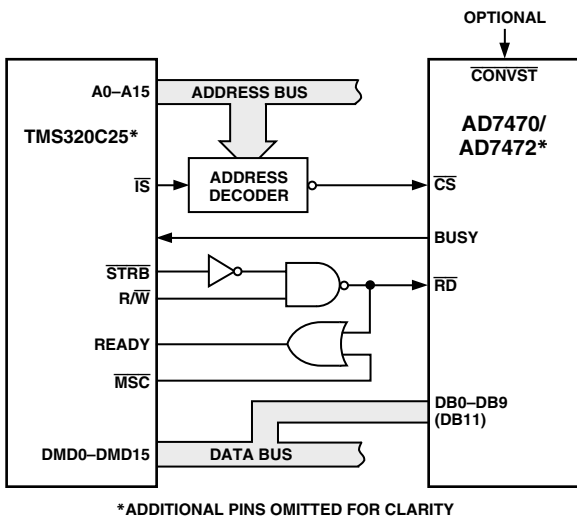 OPTIONAL
CONVST
A0–A15
ADDRESS BUS
TMS320C25*
AD7470/
AD7472*
IS
ADDRESS
DECODER
CS
BUSY
STRB
R/W
RD
READY
MSC
DB0–DB9
(DB11)
DMD0–DMD15
DATA BUS
*ADDITIONAL PINS OMITTED FOR CLARITY